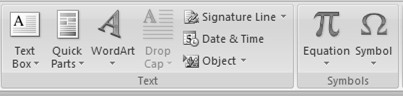 Text Box
Quick Parts
WordArt
Drop Cap
Signature Line
Date & Time
Object
Text
Equation
Symbol
Symbols